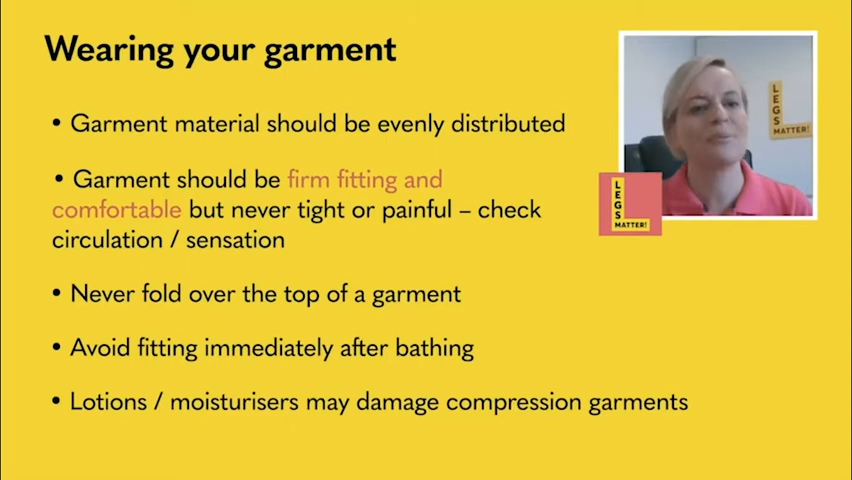 Wearing your garment
• Garment material should be evenly distributed
• Garment should be firm fitting and
comfortable but never tight or painful – check
circulation / sensation
• Never fold over the top of a garment
• Avoid fitting immediately after bathing
• Lotions / moisturisers may damage compression garments
LEGS
MATTER!
LEGS
MATTER!